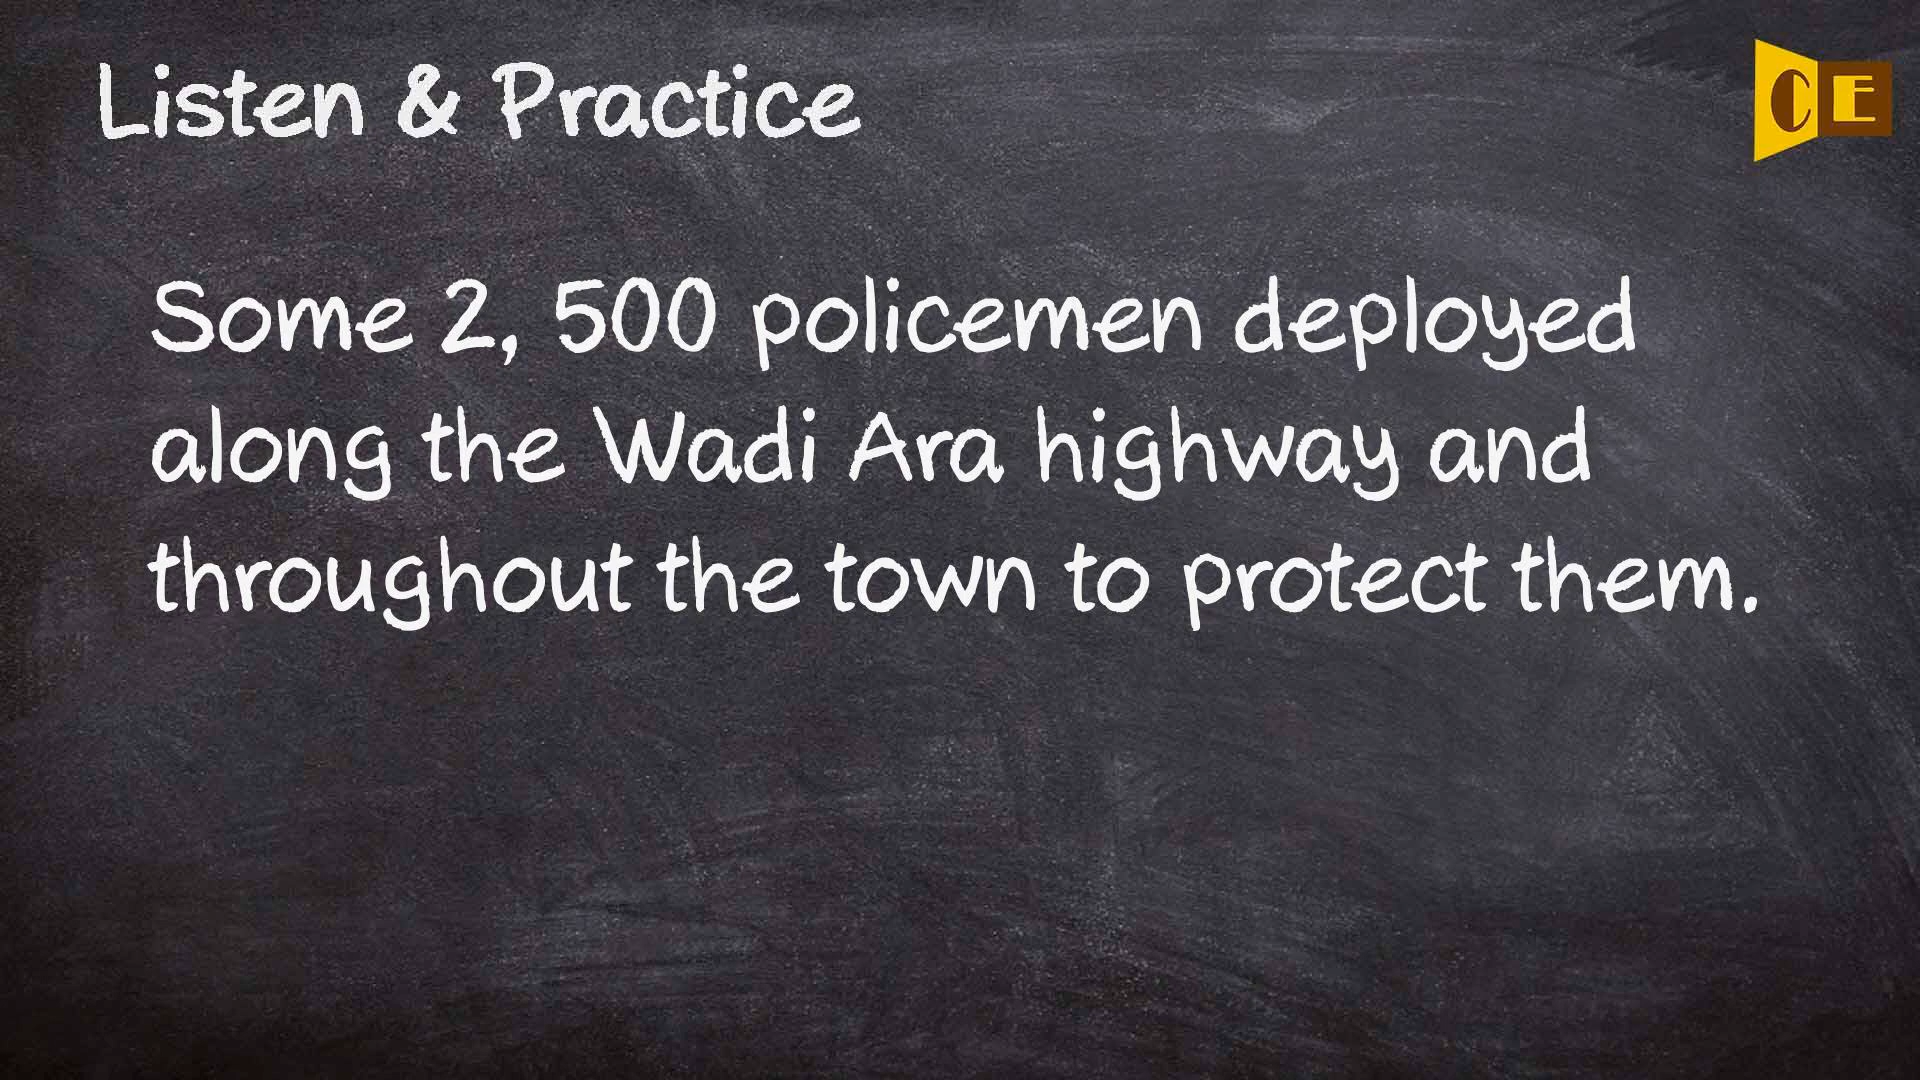 Listen & Practice
CE
Some 2, 500 policemen deployed
along the Wadi Ara highway and
throughout the town to protect them.